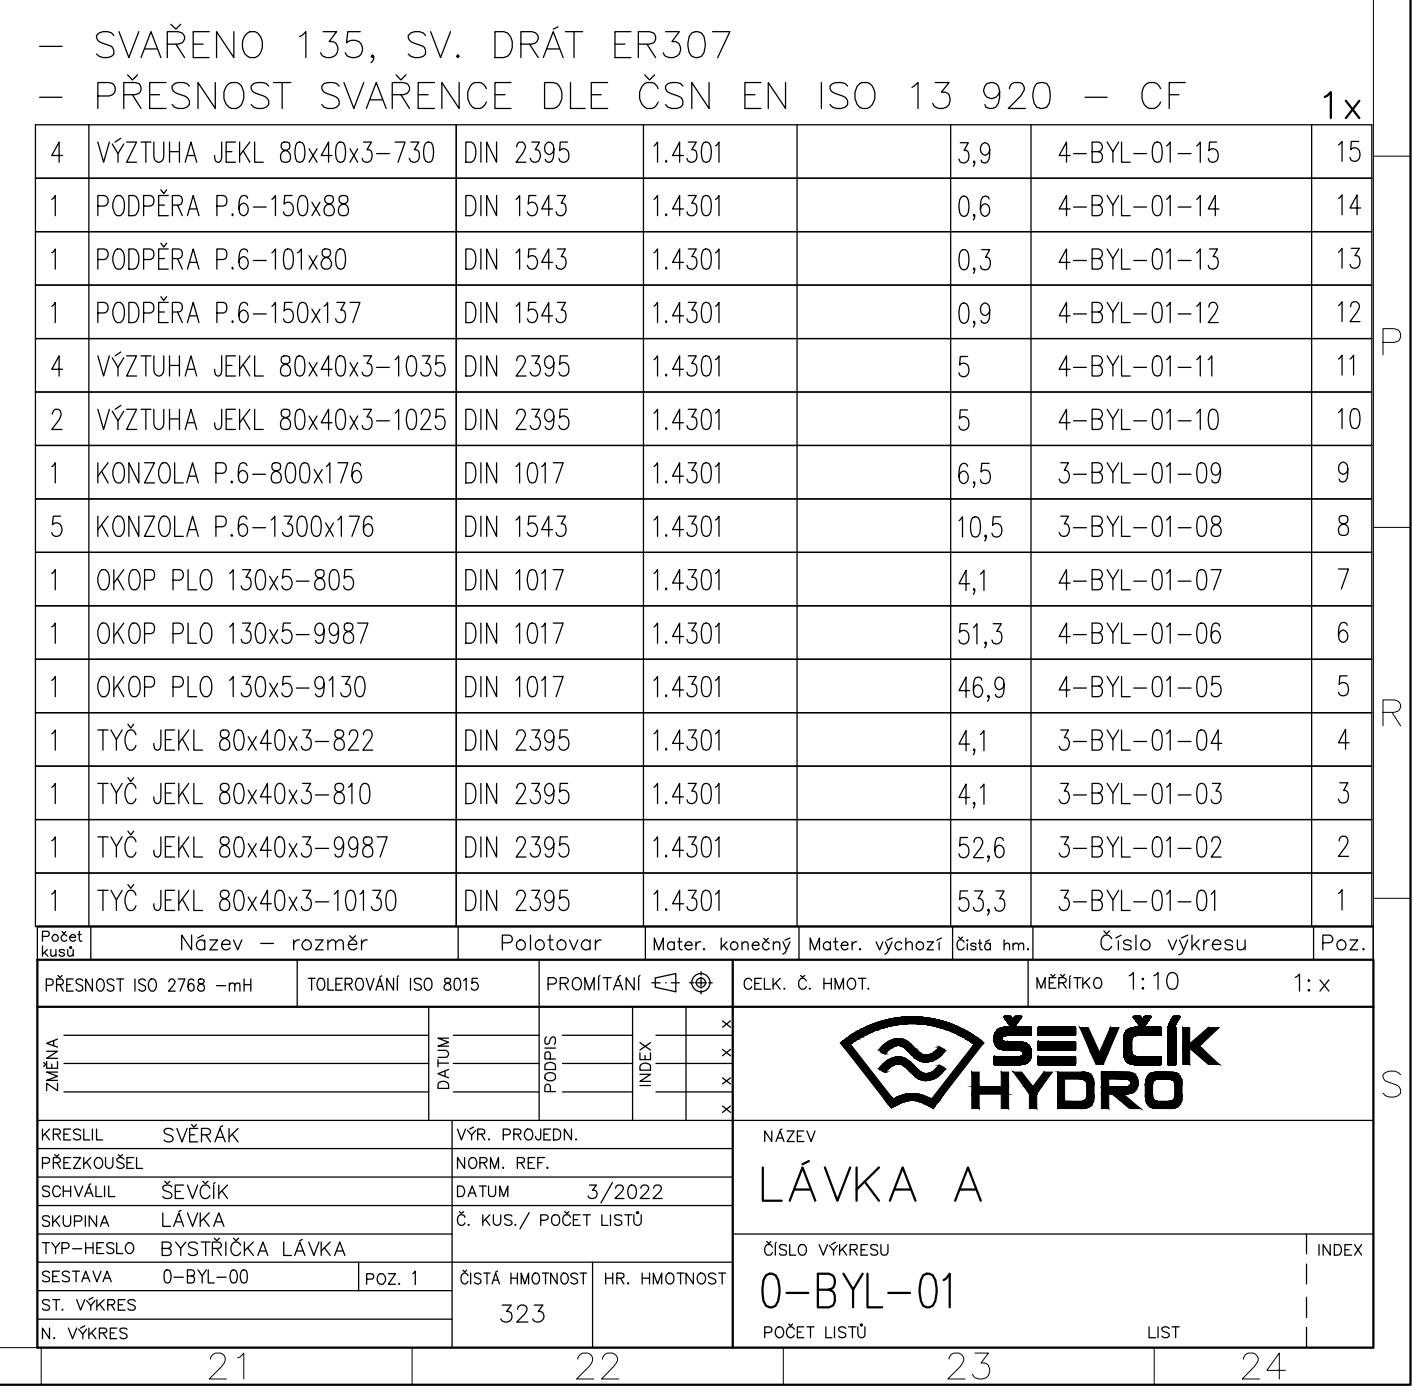 - SVAŘENO 135, SV. DRÁT ER307
- PŘESNOST SVAŘENCE DLE ČSN EN ISO 13 920 - CF
1x
4 VÝZTUHA JEKL 80x40x3-730 DIN 2395 1.4301 3,9 4-BYL-01-15 15
1 PODPĚRA P.6-150x88 DIN 1543 1.4301 0,6 4-BYL-01-14 14
1 PODPĚRA P.6-101x80 DIN 1543 1.4301 0,3 4-BYL-01-13 13
1 PODPĚRA P.6-150x137 DIN 1543 1.4301 0,9 4-BYL-01-12 12
P
4 VÝZTUHA JEKL 80x40x3-1035 DIN 2395 1.4301 5 4-BYL-01-11 11
2 VÝZTUHA JEKL 80x40x3-1025 DIN 2395 1.4301 5 4-BYL-01-10 10
1 KONZOLA P.6-800x176 DIN 1017 1.4301 6,5 3-BYL-01-09 9
5 KONZOLA P.6-1300x176 DIN 1543 1.4301 10,5 3-BYL-01-08 8
1 OKOP PLO 130x5-805 DIN 1017 1.4301 4,1 4-BYL-01-07 7
1 OKOP PLO 130x5-9987 DIN 1017 1.4301 51,3 4-BYL-01-06 6
1 OKOP PLO 130x5-9130 DIN 1017 1.4301 46,9 4-BYL-01-05 5
R
1 TYČ JEKL 80x40x3-822 DIN 2395 1.4301 4,1 3-BYL-01-04 4
1 TYČ JEKL 80x40x3-810 DIN 2395 1.4301 4,1 3-BYL-01-03 3
1 TYČ JEKL 80x40x3-9987 DIN 2395 1.4301 52,6 3-BYL-01-02 2
1 TYČ JEKL 80x40x3-10130 DIN 2395 1.4301 53,3 3-BYL-01-01 1
Počet kusů Název - rozměr Polotovar Mater. konečný Mater. výchozí Čistá hm. Číslo výkresu Poz.
PŘESNOST ISO 2768 -mH TOLEROVÁNÍ ISO 8015 PROMÍTÁNÍ CELK. Č. HMOT. MĚŘÍTKO 1:10 1: x
ZMĚNA DATUM PODPIS INDEX
x
x
x
x
ŠEVČÍK
HYDRO
S
KRESLIL SVĚRÁK VÝR. PROJEDN.
PŘEZKOUŠEL NORM. REF.
SCHVÁLIL ŠEVČÍK DATUM 3/2022
SKUPINA LÁVKA Č. KUS./ POČET LISTŮ
TYP-HESLO BYSTŘIČKA LÁVKA
SESTAVA 0-BYL-00 POZ. 1 ČISTÁ HMOTNOST HR. HMOTNOST
323
ST. VÝKRES
N. VÝKRES
NÁZEV
LÁVKA A
ČÍSLO VÝKRESU INDEX
0-BYL-01
POČET LISTŮ LIST
21 22 23 24